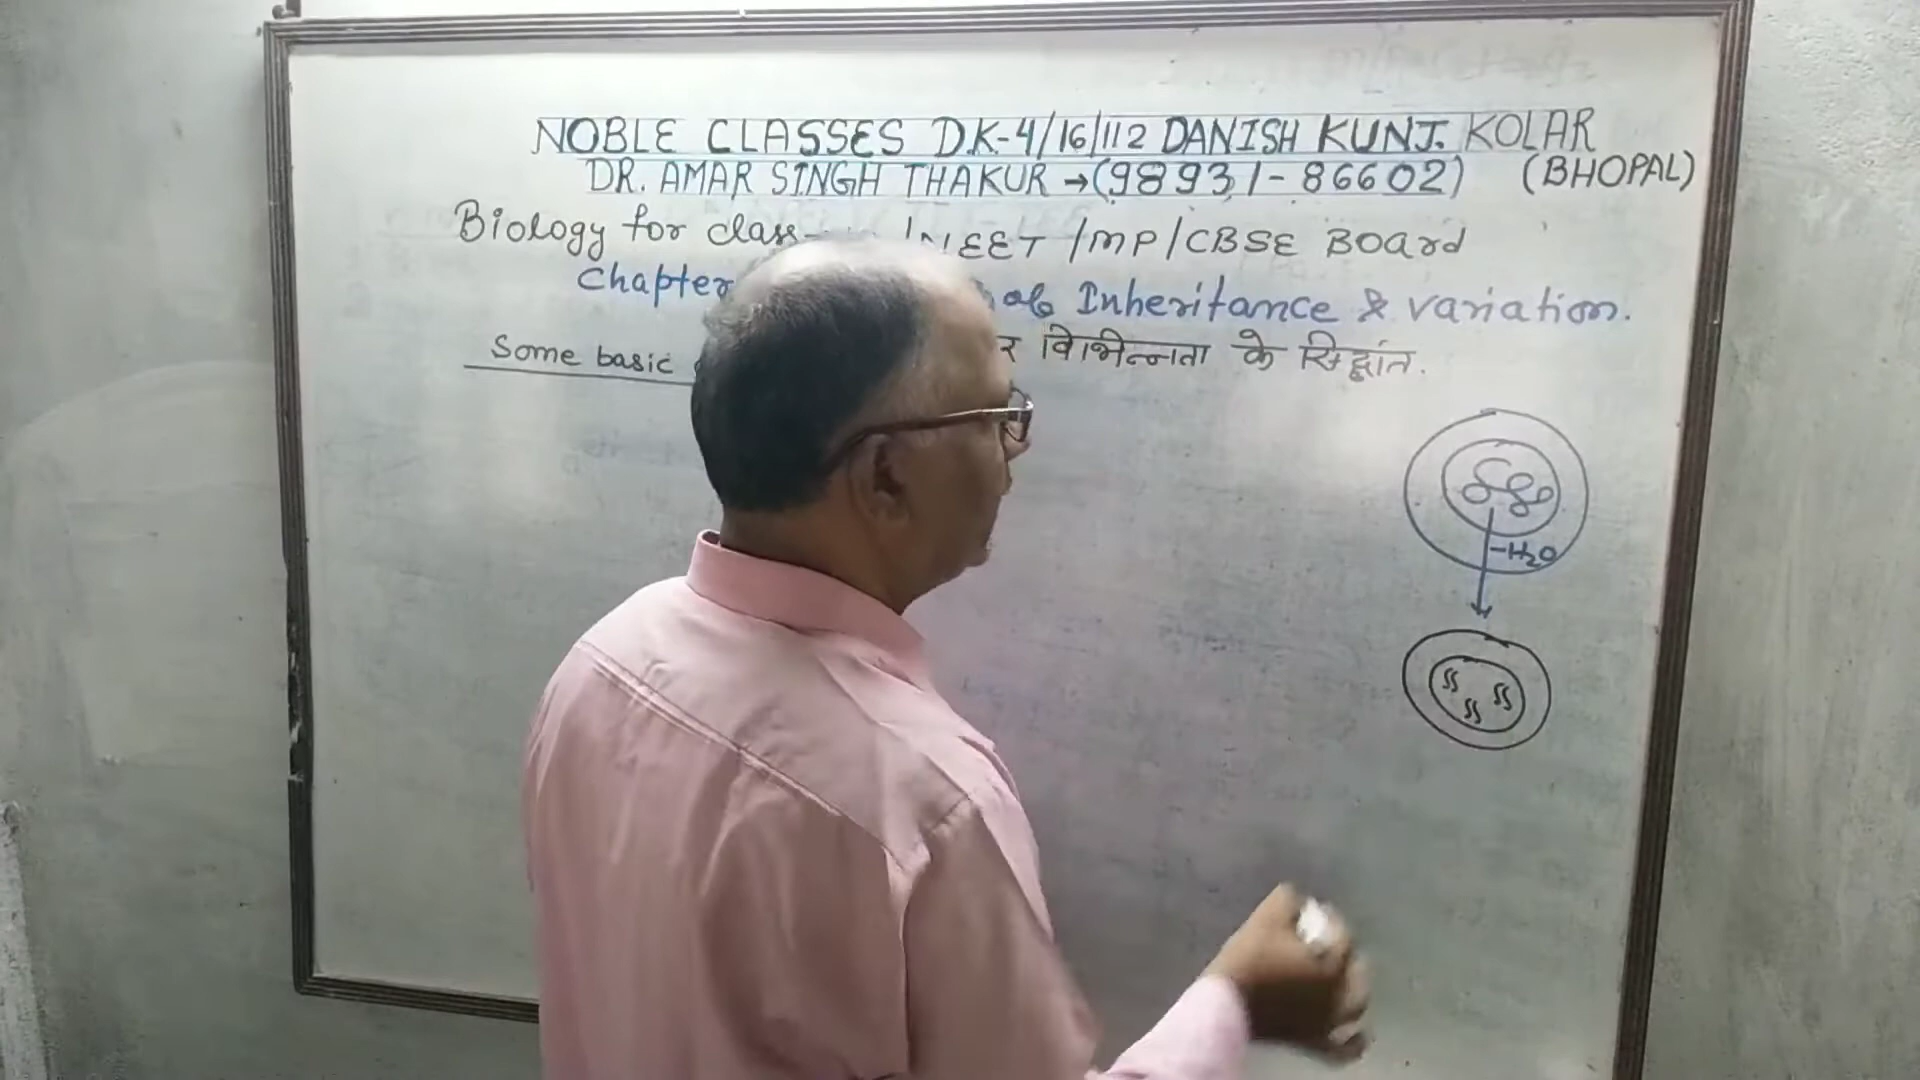 NOBLE CLASSES D.K-4/16/112 DANISH KUNJ. KOLAR
DR. AMAR SINGH THAKUR →(98931-86602) (BHOPAL)
Biology for class- /NEET /MP/CBSE BOARd
Chapter of Inheritance & variation.
Some basic
विभिन्नता के सिद्धांत.
-H₂O